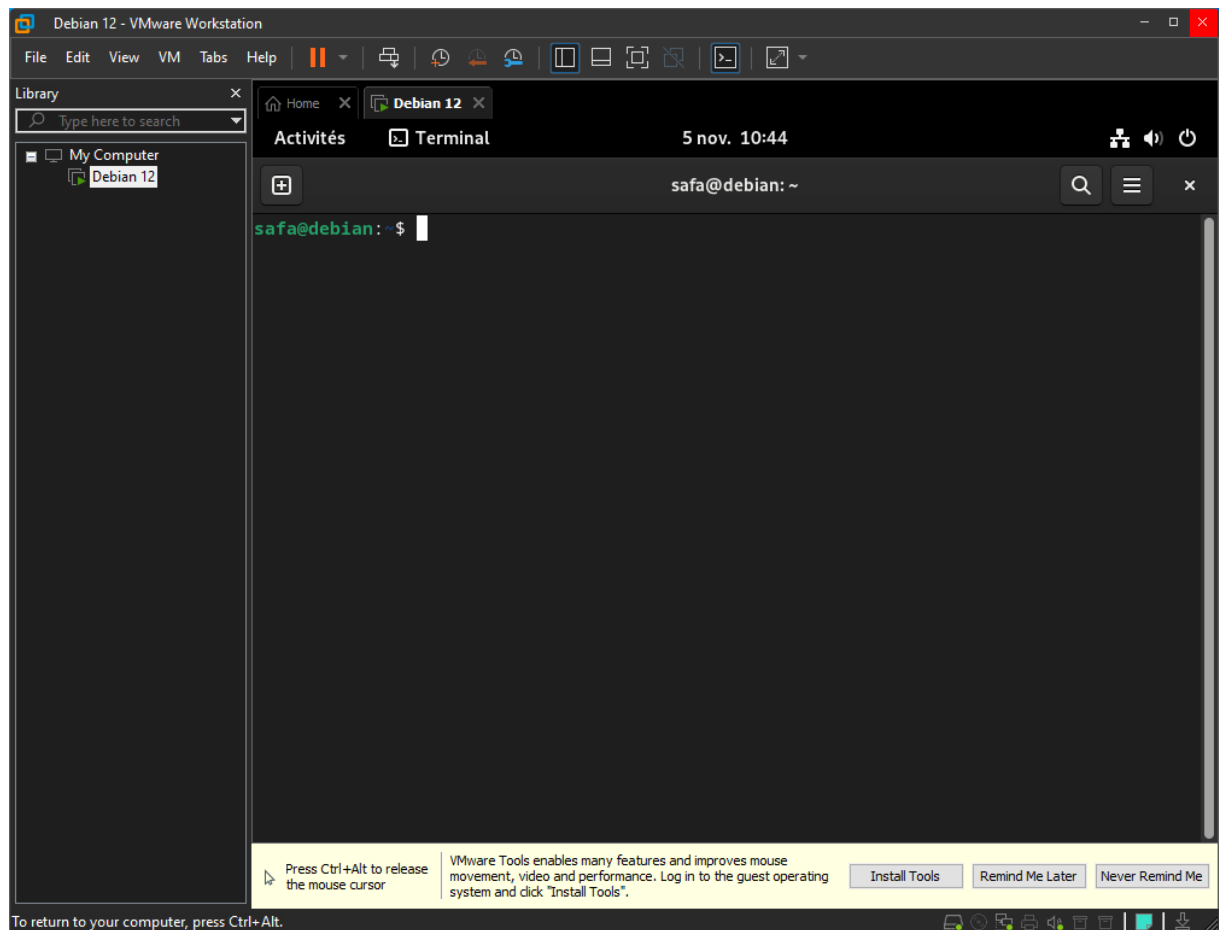 Debian 12 - VMware Workstation
File Edit View VM Tabs Help
Library
Type here to search
My Computer
Debian 12
Home
Debian 12
Activités Terminal 5 nov. 10:44
safa@debian: ~
safa@debian:~$
Press Ctrl+Alt to release
the mouse cursor
VMware Tools enables many features and improves mouse
movement, video and performance. Log in to the guest operating
system and click "Install Tools".
Install Tools
Remind Me Later
Never Remind Me
To return to your computer, press Ctrl+Alt.